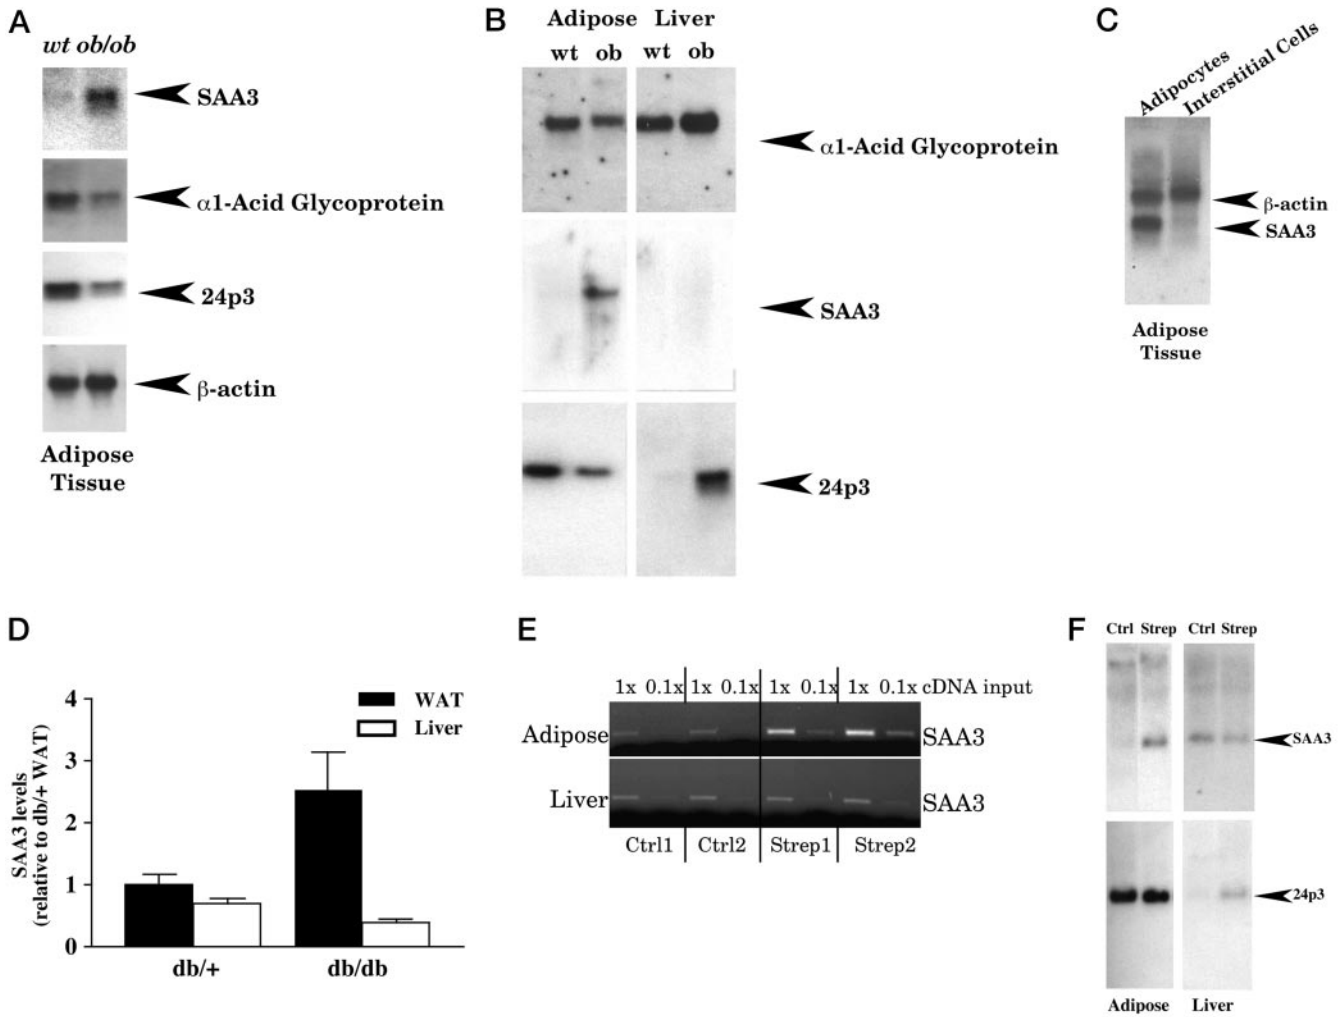 A
wt ob/ob
SAA3
α1-Acid Glycoprotein
24p3
β-actin
Adipose
Tissue
B
Adipose Liver
wt ob wt ob
α1-Acid Glycoprotein
SAA3
24p3
C
Adipocytes
Interstitial Cells
β-actin
SAA3
Adipose
Tissue
D
SAA3 levels
(relative to db/+ WAT)
4
3
2
1
0
WAT
Liver
db/+ db/db
E
1x 0.1x 1x 0.1x 1x 0.1x 1x 0.1x cDNA input
Adipose SAA3
Liver SAA3
Ctrl1 Ctrl2 Strep1 Strep2
F
Ctrl Strep Ctrl Strep
SAA3
24p3
Adipose Liver